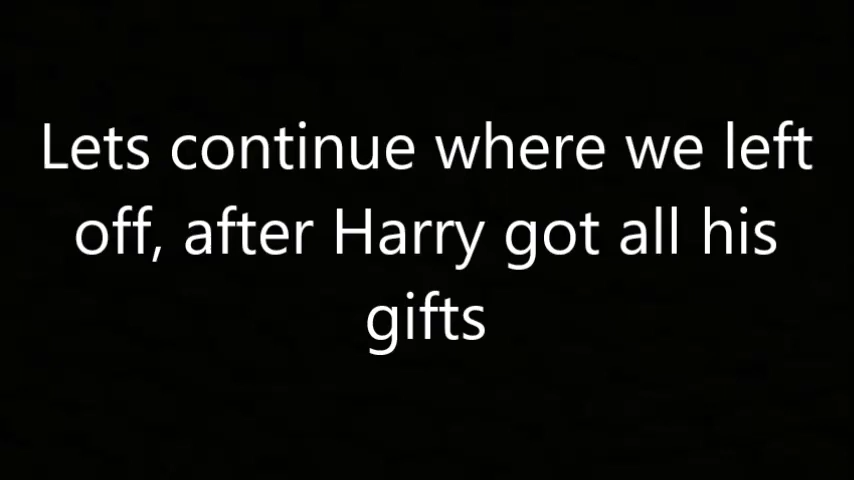 Lets continue where we left
off, after Harry got all his
gifts